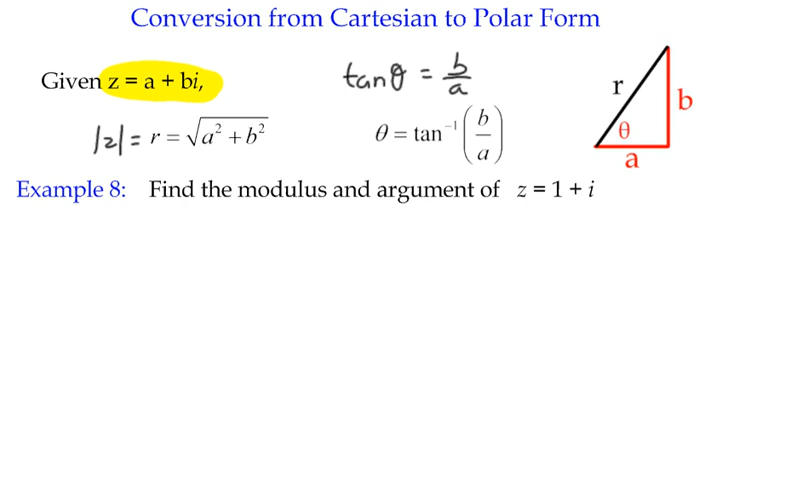 Conversion from Cartesian to Polar Form
Given z = a + bi,
tanθ = b/a
|z| = r = √(a² + b²)
θ = tan⁻¹(b/a)
r
b
θ
a
Example 8: Find the modulus and argument of z = 1 + i